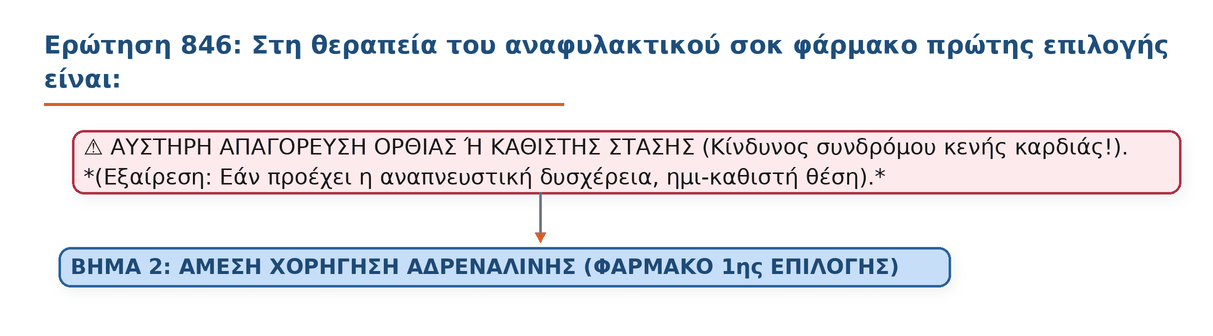 Ερώτηση 846: Στη θεραπεία του αναφυλακτικού σοκ φάρμακο πρώτης επιλογής
είναι:
⚠ ΑΥΣΤΗΡΗ ΑΠΑΓΟΡΕΥΣΗ ΟΡΘΙΑΣ Ή ΚΑΘΙΣΤΗΣ ΣΤΑΣΗΣ (Κίνδυνος συνδρόμου κενής καρδιάς!).
*(Εξαίρεση: Εάν προέχει η αναπνευστική δυσχέρεια, ημι-καθιστή θέση).*
ΒΗΜΑ 2: ΑΜΕΣΗ ΧΟΡΗΓΗΣΗ ΑΔΡΕΝΑΛΙΝΗΣ (ΦΑΡΜΑΚΟ 1ης ΕΠΙΛΟΓΗΣ)